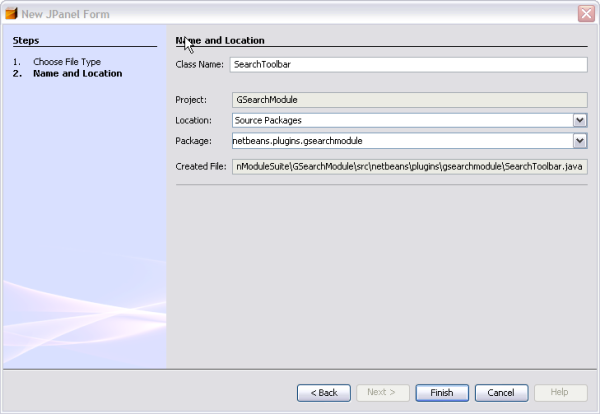 New JPanel Form
Steps
1. Choose File Type
2. Name and Location
Name and Location
Class Name: SearchToolbar
Project: GSearchModule
Location: Source Packages
Package: netbeans.plugins.gsearchmodule
Created File: nModuleSuite\GSearchModule\src\netbeans\plugins\gsearchmodule\SearchToolbar.java
< Back Next > Finish Cancel Help